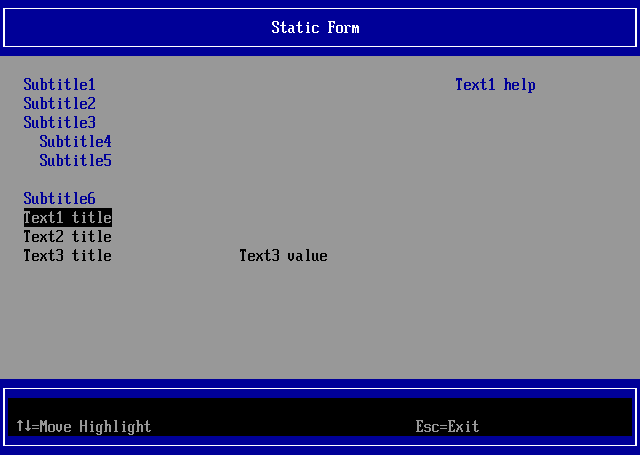 Static Form
Subtitle1 Text1 help
Subtitle2
Subtitle3
Subtitle4
Subtitle5
Subtitle6
Text1 title
Text2 title
Text3 title Text3 value
↑↓=Move Highlight Esc=Exit